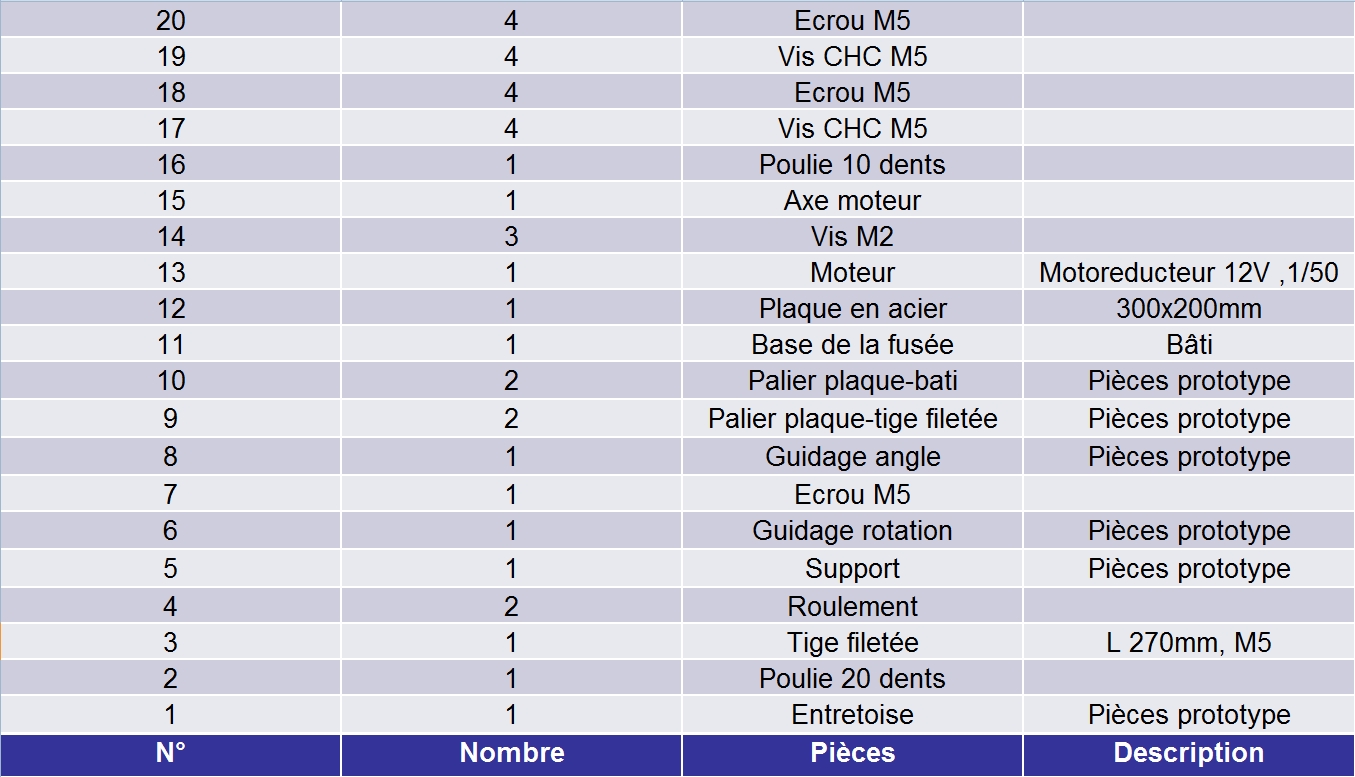 20 4 Ecrou M5
19 4 Vis CHC M5
18 4 Ecrou M5
17 4 Vis CHC M5
16 1 Poulie 10 dents
15 1 Axe moteur
14 3 Vis M2
13 1 Moteur Motoreducteur 12V ,1/50
12 1 Plaque en acier 300x200mm
11 1 Base de la fusée Bâti
10 2 Palier plaque-bati Pièces prototype
9 2 Palier plaque-tige filetée Pièces prototype
8 1 Guidage angle Pièces prototype
7 1 Ecrou M5
6 1 Guidage rotation Pièces prototype
5 1 Support Pièces prototype
4 2 Roulement
3 1 Tige filetée L 270mm, M5
2 1 Poulie 20 dents
1 1 Entretoise Pièces prototype
N° Nombre Pièces Description